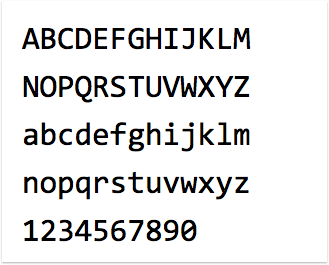 ABCDEFGHIJKLM
NOPQRSTUVWXYZ
abcdefghijklm
nopqrstuvwxyz
1234567890